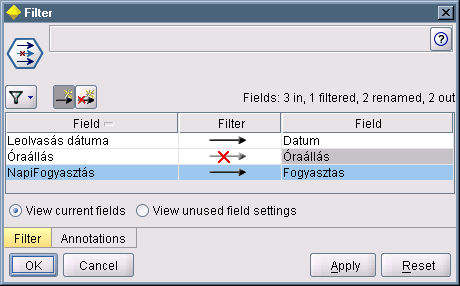 Filter
Fields: 3 in, 1 filtered, 2 renamed, 2 out
Field Filter Field
Leolvasás dátuma Datum
Óraállás Óraállás
NapiFogyasztás Fogyasztas
View current fields View unused field settings
Filter Annotations
OK Cancel Apply Reset